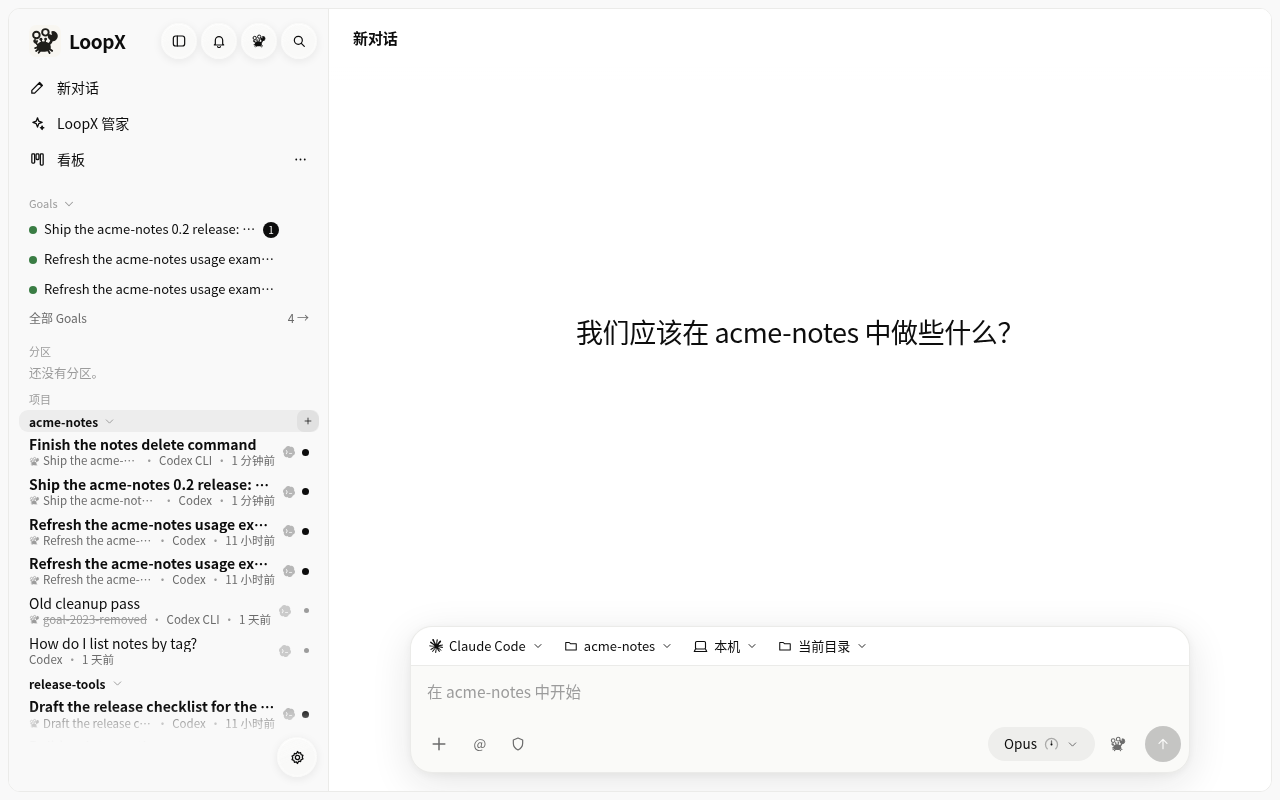 LoopX
新对话
LoopX 管家
看板
Goals
Ship the acme-notes 0.2 release: ··· 1
Refresh the acme-notes usage exam···
Refresh the acme-notes usage exam···
全部 Goals 4 →
分区
还没有分区。
项目
acme-notes
Finish the notes delete command
Ship the acme-··· · Codex CLI · 1 分钟前
Ship the acme-notes 0.2 release: ···
Ship the acme-not··· · Codex · 1 分钟前
Refresh the acme-notes usage ex···
Refresh the acme-··· · Codex · 11 小时前
Refresh the acme-notes usage ex···
Refresh the acme-··· · Codex · 11 小时前
Old cleanup pass
goal-2023-removed · Codex CLI · 1 天前
How do I list notes by tag?
Codex · 1 天前
release-tools
Draft the release checklist for the ···
Draft the release c··· · Codex · 11 小时前
新对话
我们应该在 acme-notes 中做些什么？
Claude Code acme-notes 本机 当前目录
在 acme-notes 中开始
@ Opus